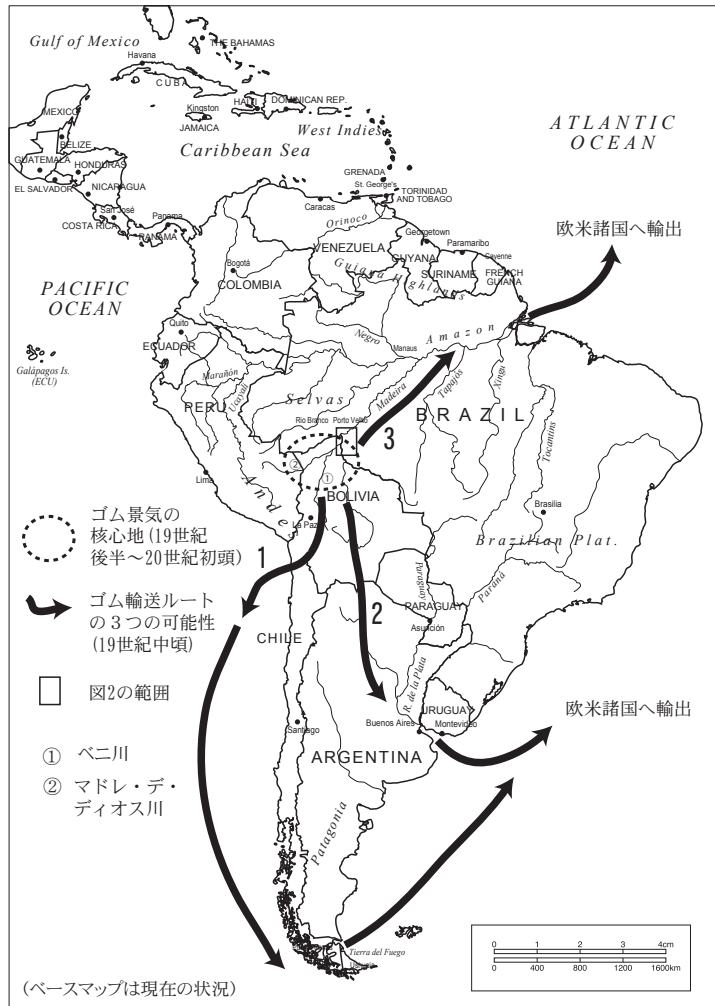 Gulf of Mexico
THE BAHAMAS
Havana
CUBA
MEXICO
Kingston
HAITI
DOMINICAN REP.
JAMAICA
West Indies
ATLANTIC
OCEAN
BELIZE
Caribbean Sea
GUATEMALA
HONDURAS
EL SALVADOR
NICARAGUA
GRENADA
St. George's
San José
COSTA RICA
Panama
PANAMA
Caracas
TORINIDAD
AND TOBAGO
Orinoco
Georgetown
欧米諸国へ輸出
VENEZUELA
Paramaribo
GUYANA
Cayenne
Bogotá
COLOMBIA
Guiana Highlands
SURINAME
FRENCH
GUIANA
PACIFIC
OCEAN
Quito
ECUADOR
Negro
Manaus
Amazon
Galápagos Is.
(ECU)
Marañón
Ucayali
PERU
Selvas
Madeira
Tapajós
Xingu
BRAZIL
Rio Branco
Porto Velho
3
Tocantins
②
①
Lima
Andes
BOLIVIA
La Paz
Brasilia
Brazilian Plat.
ゴム景気の
核心地(19世紀
後半～20世紀初頭)
1
2
Paraguay
PARAGUAY
Asunción
Paraná
ゴム輸送ルート
の3つの可能性
(19世紀中頃)
CHILE
R. de la Plata
図2の範囲
URUGUAY
Buenos Aires
Montevideo
欧米諸国へ輸出
Santiago
ARGENTINA
① ベニ川
② マドレ・デ・
ディオス川
Patagonia
Tierra del Fuego
0 1 2 3 4cm
0 400 800 1200 1600km
(ベースマップは現在の状況)